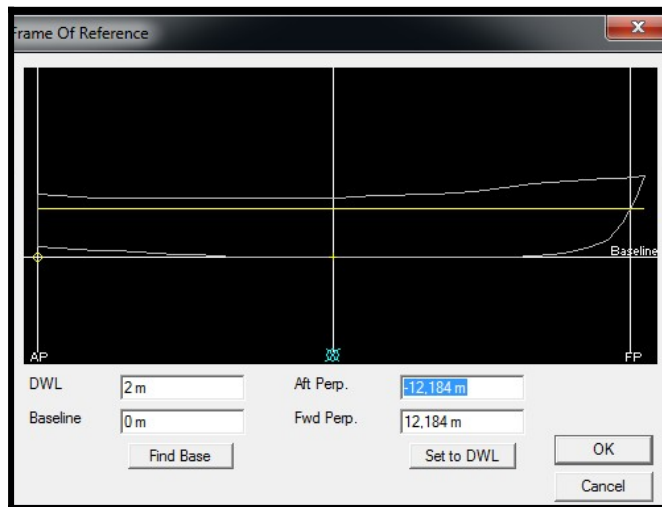 Frame Of Reference
x
Baseline
AP
FP
DWL
2 m
Aft Perp.
-12,184 m
Baseline
0 m
Fwd Perp.
12,184 m
Find Base
Set to DWL
OK
Cancel